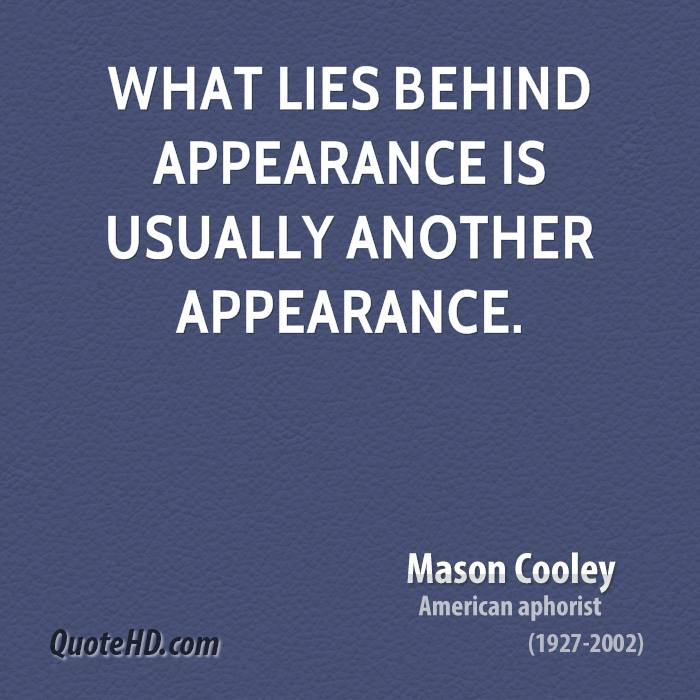 WHAT LIES BEHIND
APPEARANCE IS
USUALLY ANOTHER
APPEARANCE.
Mason Cooley
American aphorist
(1927-2002)
QuoteHD.com